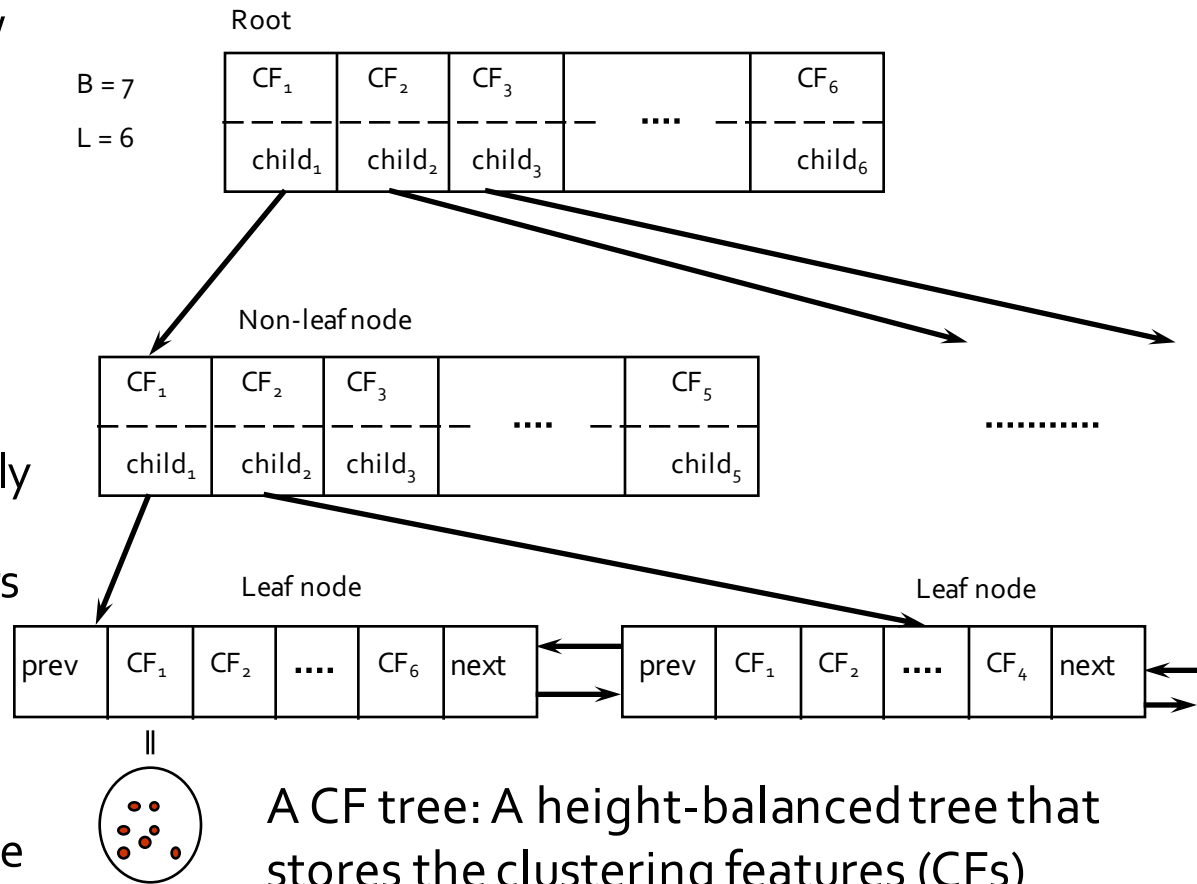 Root
B = 7
L = 6
CF₁ CF₂ CF₃ .... CF₆
child₁ child₂ child₃ child₆
Non-leaf node
CF₁ CF₂ CF₃ .... CF₅
child₁ child₂ child₃ child₅
...........
ly
Leaf node Leaf node
prev CF₁ CF₂ .... CF₆ next prev CF₁ CF₂ .... CF₄ next
A CF tree: A height-balanced tree that
e stores the clustering features (CFs)